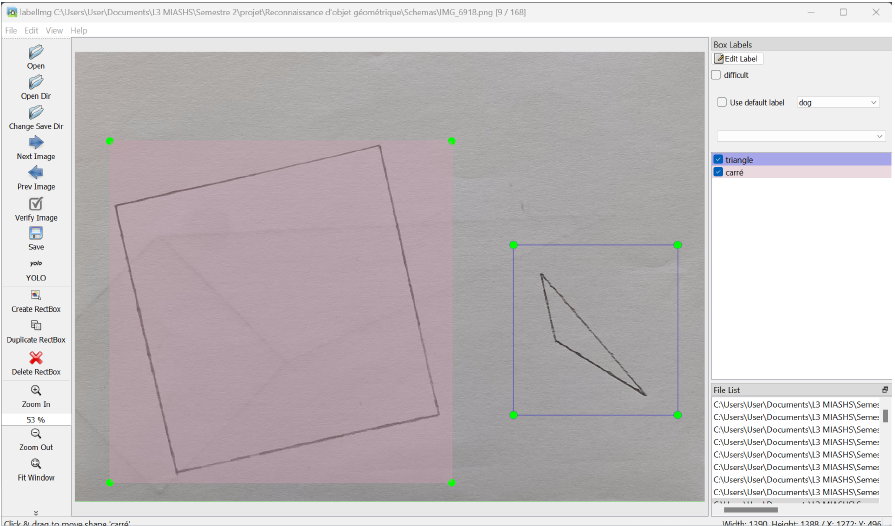 labelImg C:\Users\User\Documents\L3 MIASHS\Semestre 2\projet\Reconnaissance d'objet géométrique\Schemas\IMG_6918.png [9 / 168]
File Edit View Help
Open
Open Dir
Change Save Dir
Next Image
Prev Image
Verify Image
Save
yolo
YOLO
Create RectBox
Duplicate RectBox
Delete RectBox
Zoom In
53 %
Zoom Out
Fit Window
Box Labels
Edit Label
difficult
Use default label dog
triangle
carré
File List
C:\Users\User\Documents\L3 MIASHS\Semes
C:\Users\User\Documents\L3 MIASHS\Semes
C:\Users\User\Documents\L3 MIASHS\Semes
C:\Users\User\Documents\L3 MIASHS\Semes
C:\Users\User\Documents\L3 MIASHS\Semes
C:\Users\User\Documents\L3 MIASHS\Semes
C:\Users\User\Documents\L3 MIASHS\Semes
C:\Users\User\Documents\L3 MIASHS\Semes
Click & drag to move shape 'carré'
Width: 1390, Height: 1388 / X: 1272; Y: 496